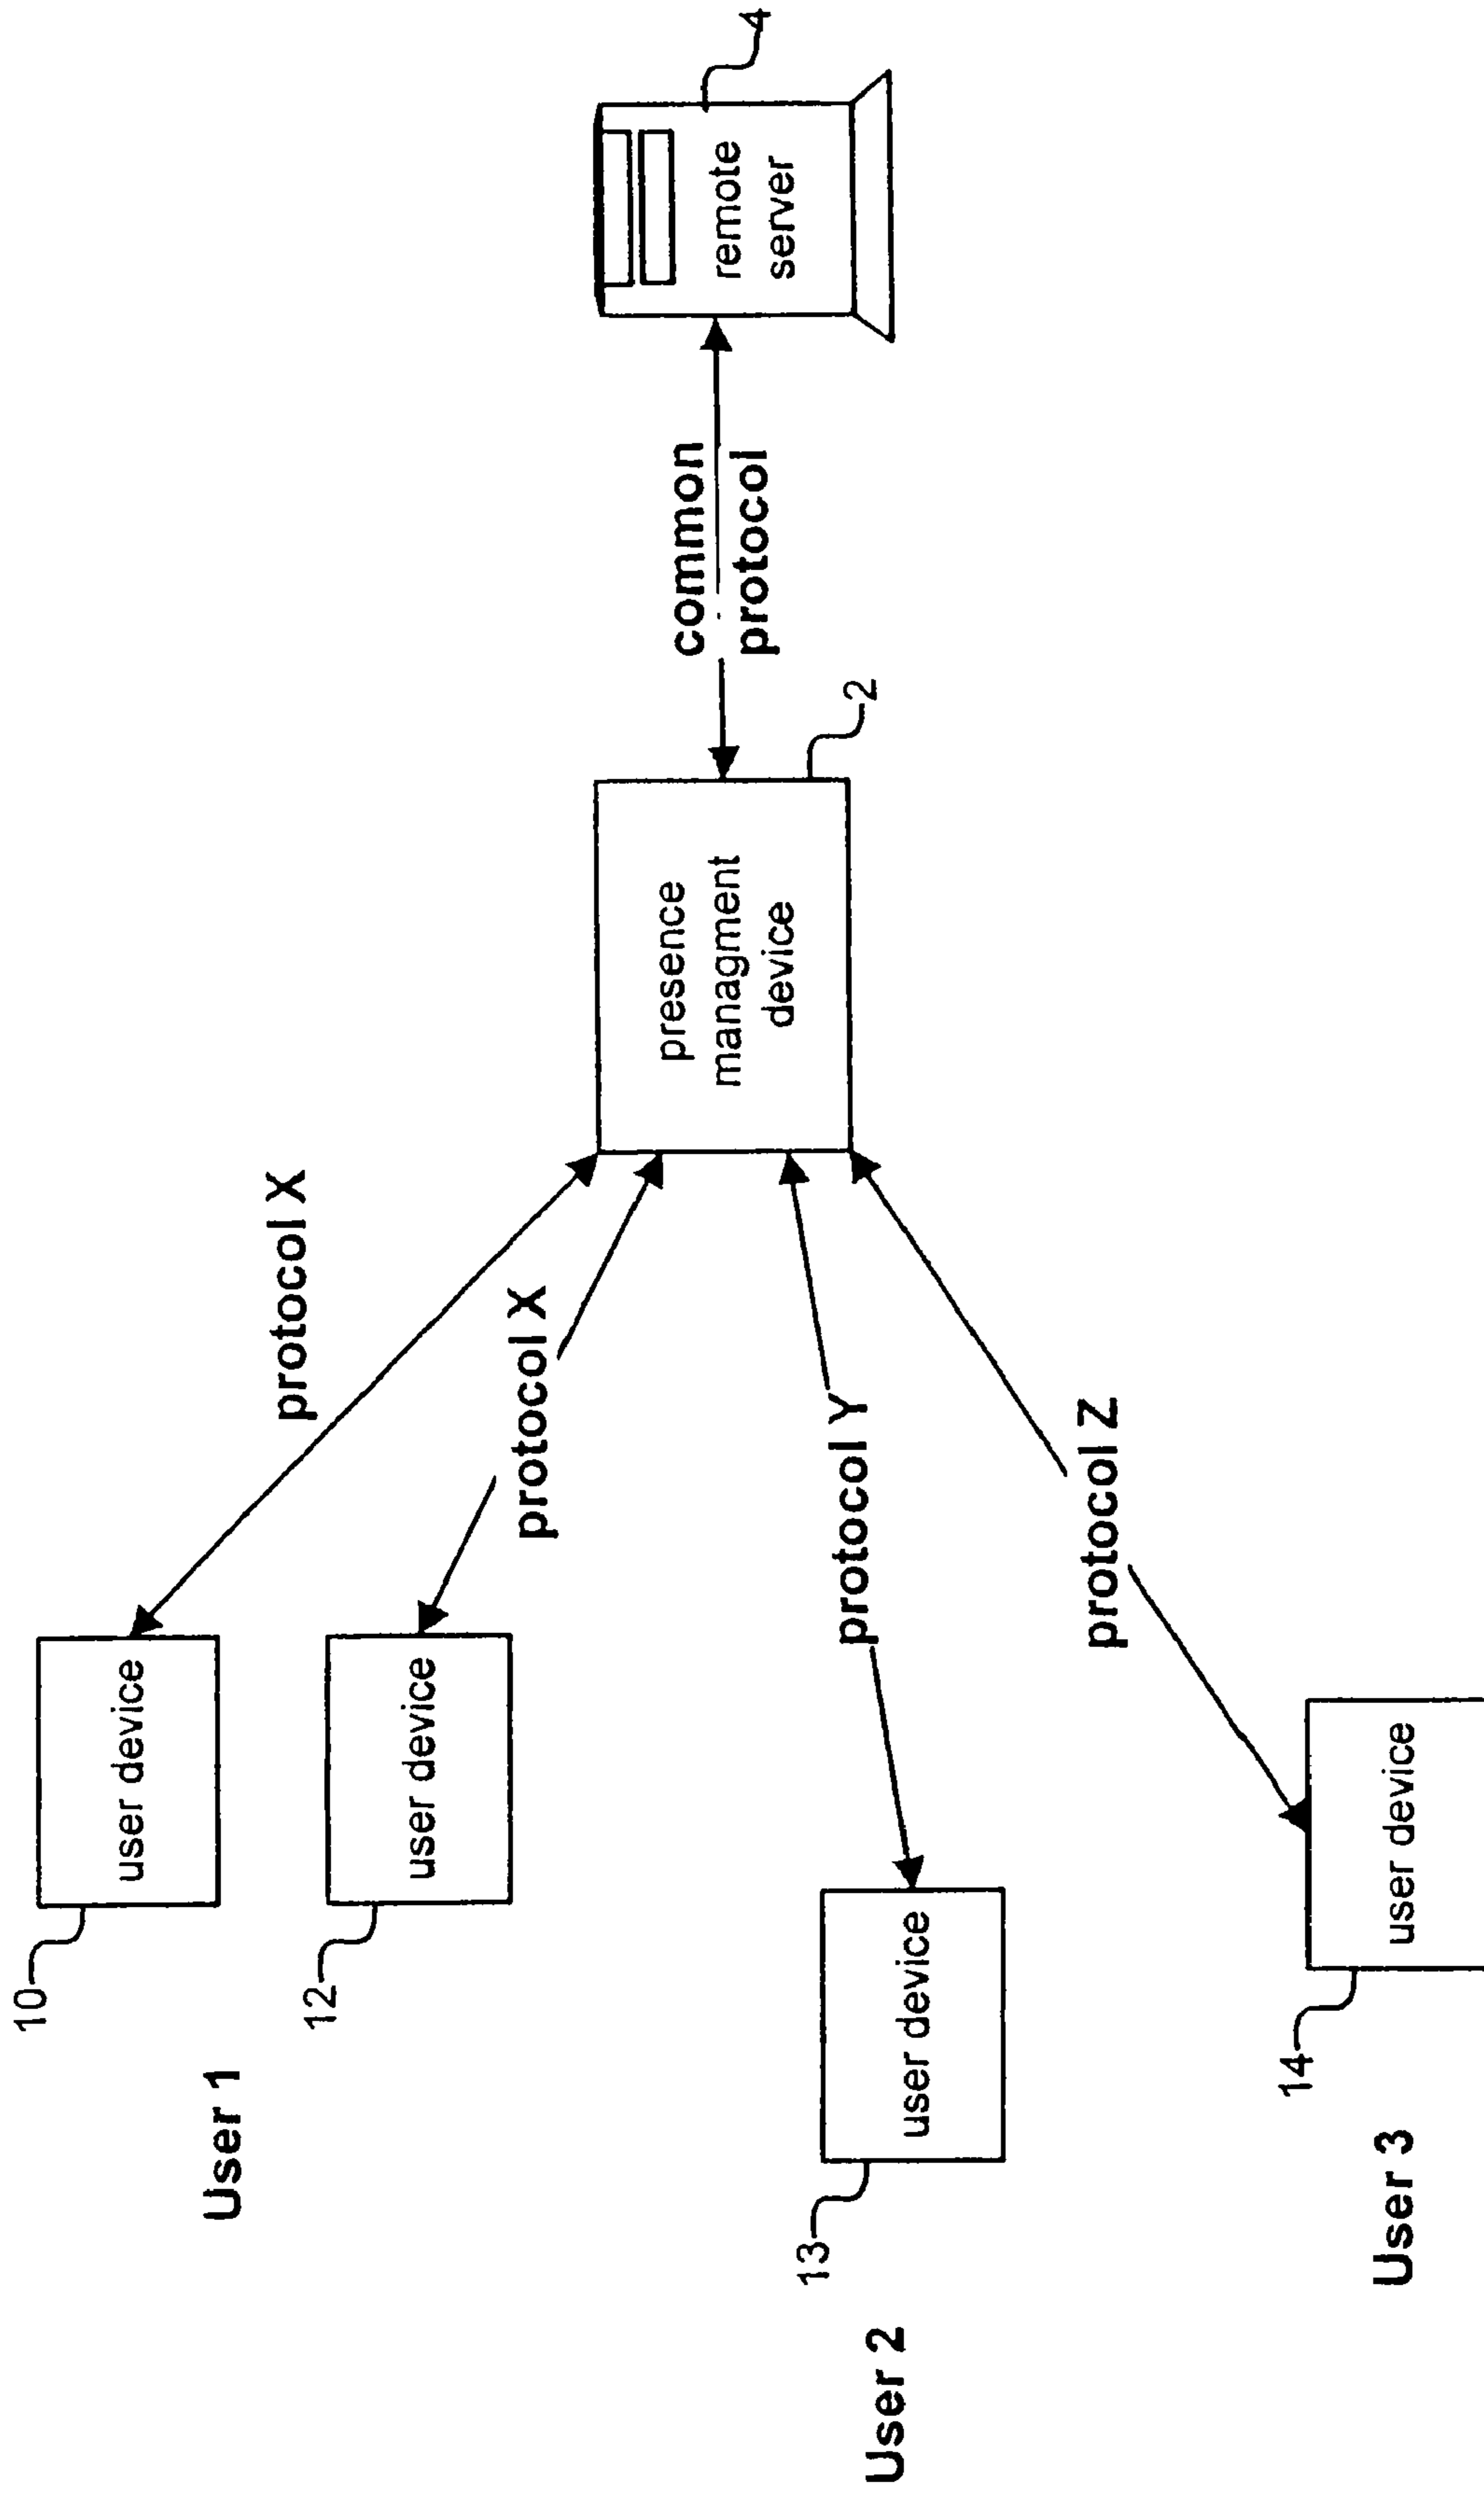 10
user device
User 1
12
user device
protocol X
protocol X
presence
managment
device
2
common
protocol
4
remote
server
13
user device
User 2
protocol Y
protocol Z
14
user device
User 3